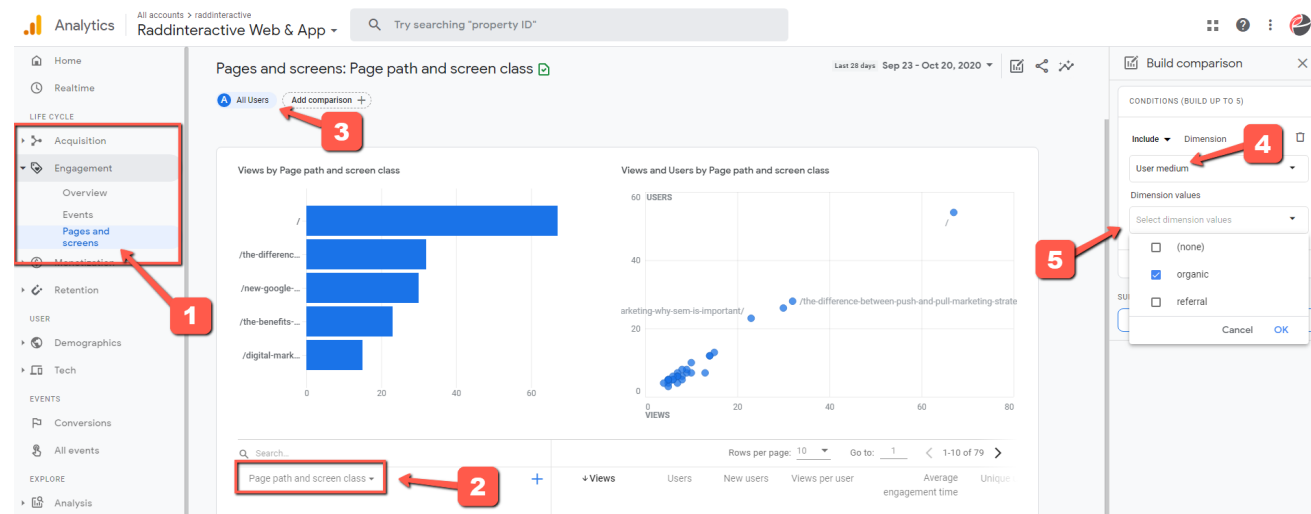 Analytics
All accounts > raddinteractive
Raddinteractive Web & App
Try searching "property ID"
Home
Realtime
LIFE CYCLE
Acquisition
Engagement
Overview
Events
Pages and
screens
Monetization
Retention
USER
Demographics
Tech
EVENTS
Conversions
All events
EXPLORE
Analysis
1
Pages and screens: Page path and screen class
Last 28 days Sep 23 - Oct 20, 2020
A All Users
Add comparison +
3
Views by Page path and screen class
/
/the-differenc...
/new-google-...
/the-benefits-...
/digital-mark...
0 20 40 60
Views and Users by Page path and screen class
60 USERS
/
40
/the-difference-between-push-and-pull-marketing-strate
arketing-why-sem-is-important/
20
0
0 20 40 60 80
VIEWS
Search...
Rows per page: 10 Go to: 1 < 1-10 of 79 >
Page path and screen class
2
+
Views Users New users Views per user Average
engagement time
Unique
Build comparison
CONDITIONS (BUILD UP TO 5)
Include Dimension
4
User medium
Dimension values
Select dimension values
5
(none)
organic
referral
SU
Cancel OK